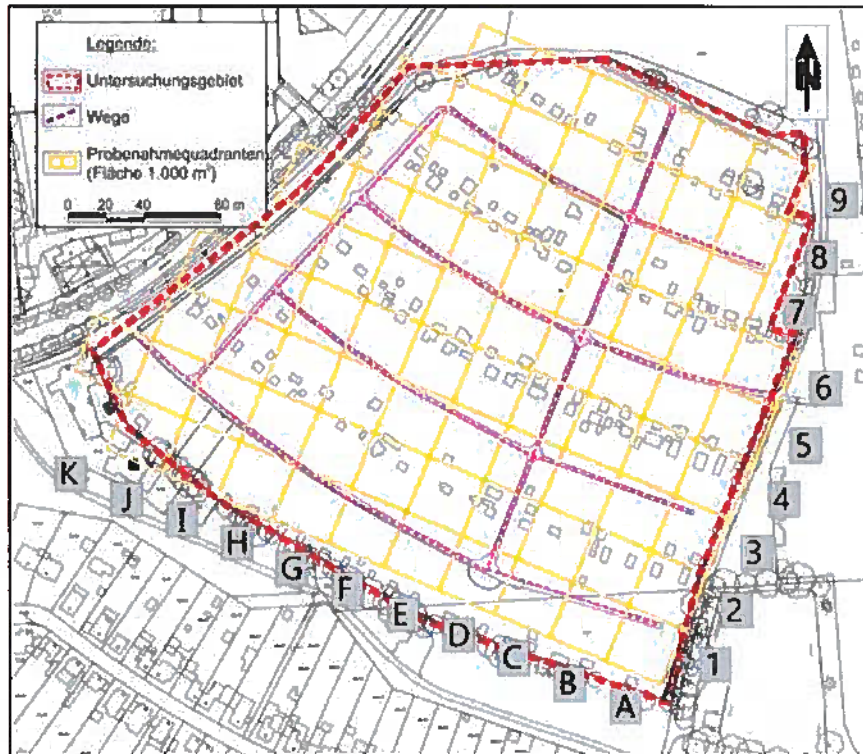 Legende:
Untersuchungsgebiet
Wege
Probenahmequadranten
(Fläche 1.000 m²)
0 20 40 80 m
N
9
8
7
6
5
4
3
2
1
K
J
I
H
G
F
E
D
C
B
A